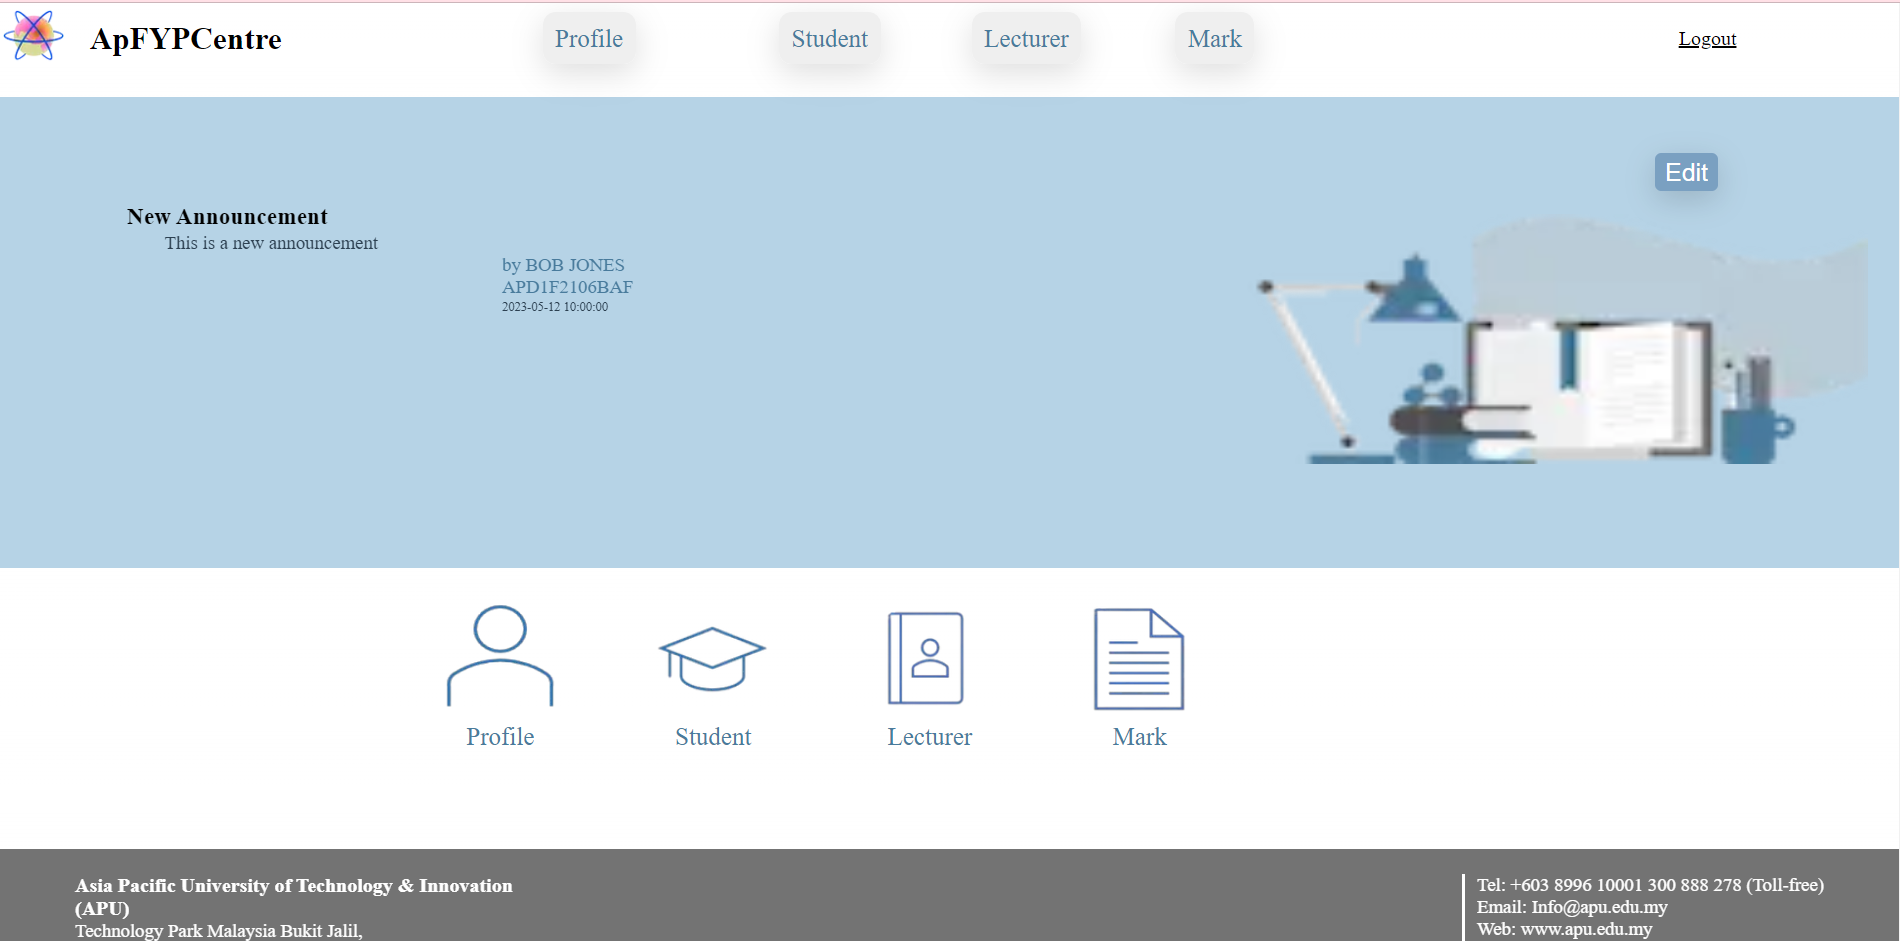 ApFYPCentre
Profile
Student
Lecturer
Mark
Logout
Edit
New Announcement
This is a new announcement
by BOB JONES
APD1F2106BAF
2023-05-12 10:00:00
Profile
Student
Lecturer
Mark
Asia Pacific University of Technology & Innovation
(APU)
Technology Park Malaysia Bukit Jalil,
Tel: +603 8996 10001 300 888 278 (Toll-free)
Email: Info@apu.edu.my
Web: www.apu.edu.my